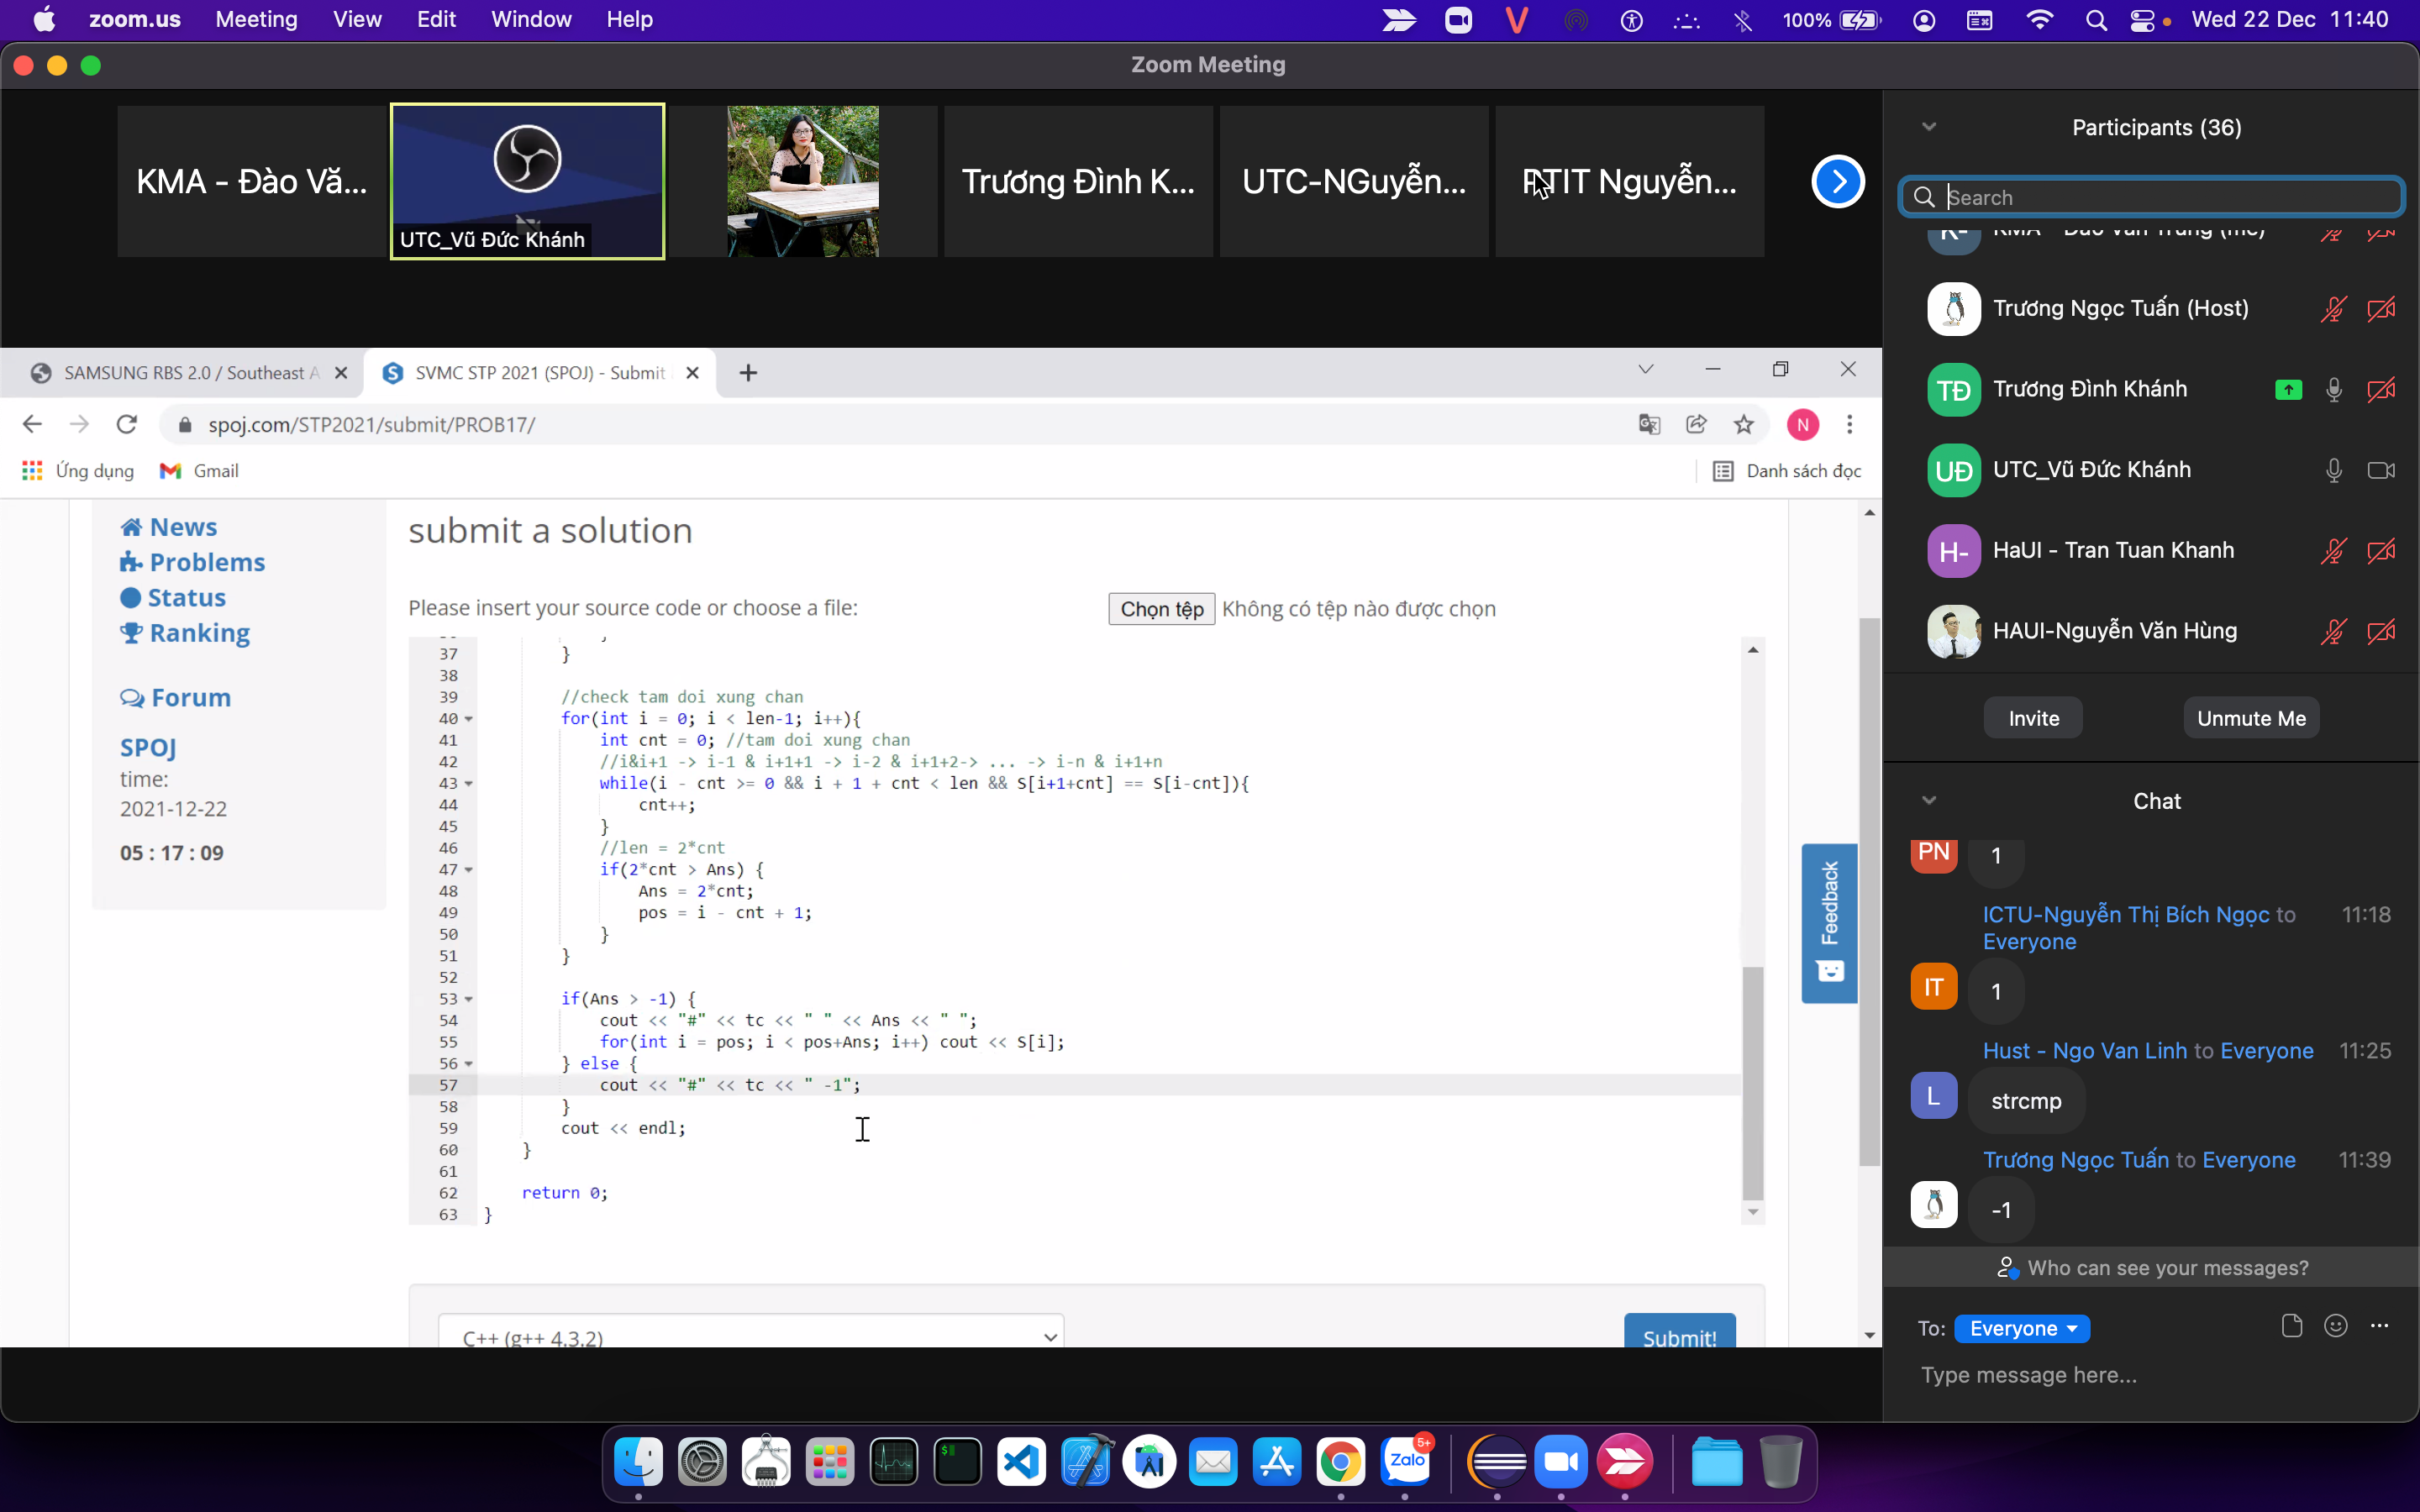 zoom.us Meeting View Edit Window Help 100% Wed 22 Dec 11:40
Zoom Meeting
KMA - Đào Vă...
UTC_Vũ Đức Khánh
Trương Đình K...
UTC-NGuyễn...
PTIT Nguyễn...
SAMSUNG RBS 2.0 / Southeast A
SVMC STP 2021 (SPOJ) - Submit
spoj.com/STP2021/submit/PROB17/
N
Ứng dụng
Gmail
Danh sách đọc
News
Problems
Status
Ranking
Forum
SPOJ
time:
2021-12-22
05 : 17 : 09
submit a solution
Please insert your source code or choose a file:
Chọn tệp Không có tệp nào được chọn
37 }
38
39 //check tam doi xung chan
40 for(int i = 0; i < len-1; i++){
41 int cnt = 0; //tam doi xung chan
42 //i&i+1 -> i-1 & i+1+1 -> i-2 & i+1+2-> ... -> i-n & i+1+n
43 while(i - cnt >= 0 && i + 1 + cnt < len && S[i+1+cnt] == S[i-cnt]){
44 cnt++;
45 }
46 //len = 2*cnt
47 if(2*cnt > Ans) {
48 Ans = 2*cnt;
49 pos = i - cnt + 1;
50 }
51 }
52
53 if(Ans > -1) {
54 cout << "#" << tc << " " << Ans << " ";
55 for(int i = pos; i < pos+Ans; i++) cout << S[i];
56 } else {
57 cout << "#" << tc << " -1";
58 }
59 cout << endl;
60 }
61
62 return 0;
63 }
C++ (g++ 4.3.2)
Submit!
Feedback
Participants (36)
Search
K- KMA - Đào Văn Trung (me)
Trương Ngọc Tuấn (Host)
TĐ Trương Đình Khánh
UĐ UTC_Vũ Đức Khánh
H- HaUI - Tran Tuan Khanh
HAUI-Nguyễn Văn Hùng
Invite
Unmute Me
Chat
PN 1
ICTU-Nguyễn Thị Bích Ngọc to 11:18
Everyone
IT 1
Hust - Ngo Van Linh to Everyone 11:25
L strcmp
Trương Ngọc Tuấn to Everyone 11:39
-1
Who can see your messages?
To: Everyone
Type message here...
Zalo
5+